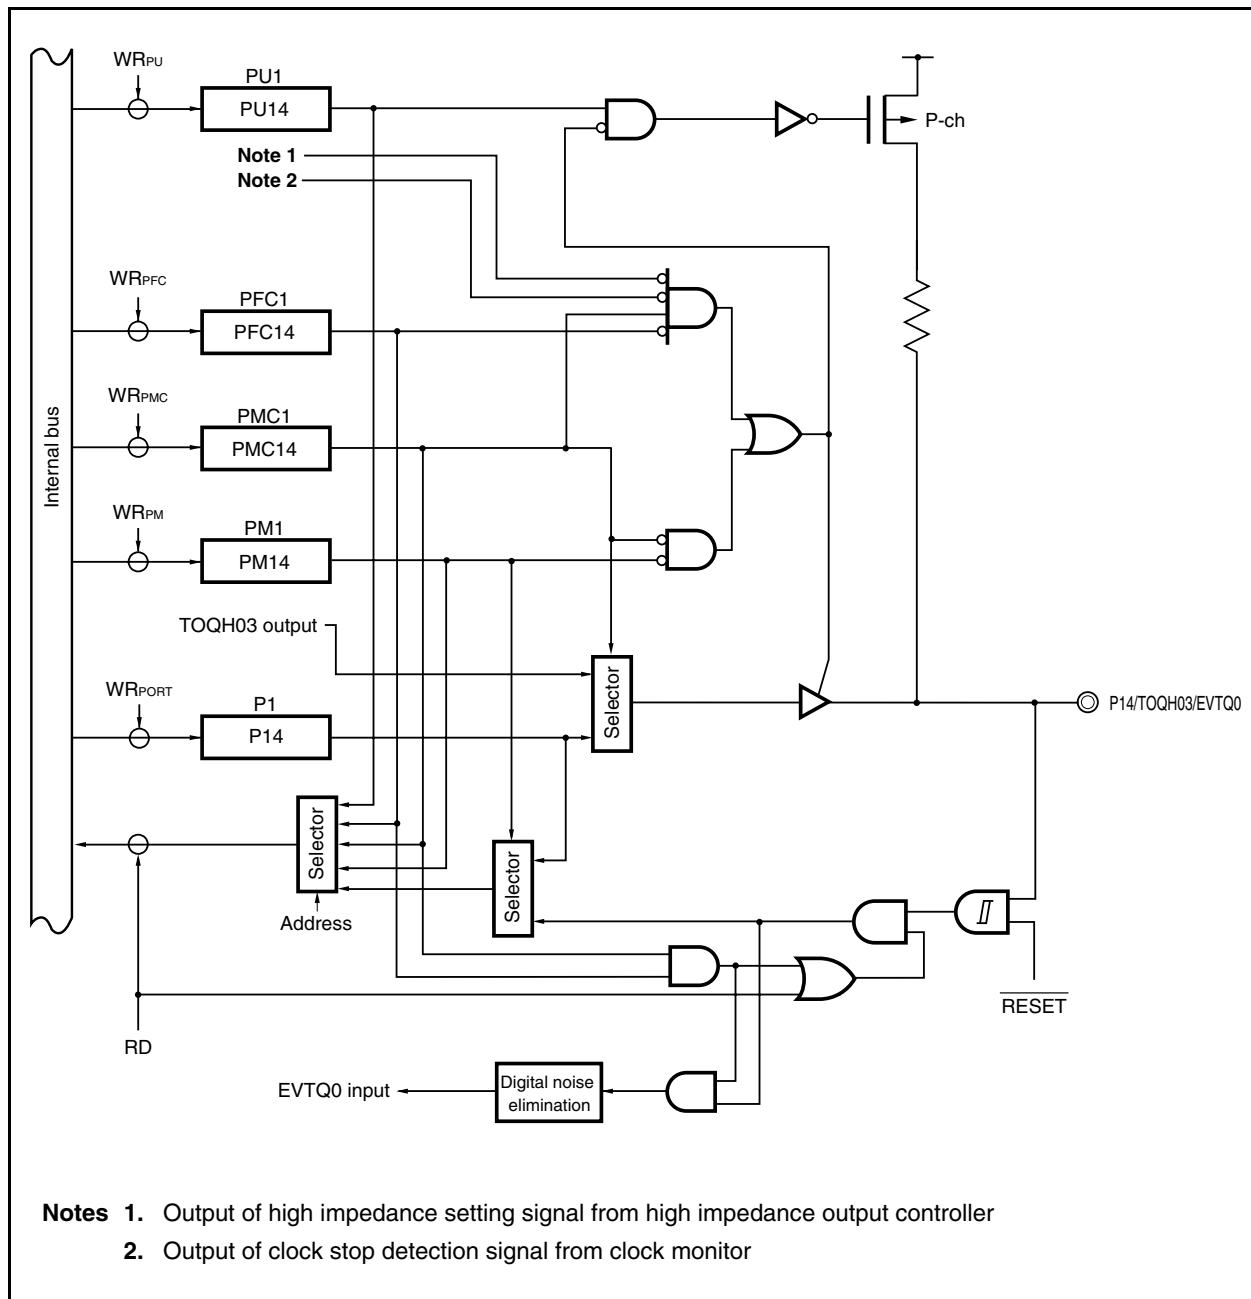 WRPU
PU1
PU14
P-ch
Note 1
Note 2
WRPFC
PFC1
PFC14
WRPMC
PMC1
PMC14
Internal bus
WRPM
PM1
PM14
TOQH03 output
Selector
WRPORT
P1
P14
P14/TOQH03/EVTQ0
Selector
Selector
Address
RESET
RD
EVTQ0 input
Digital noise
elimination
Notes 1. Output of high impedance setting signal from high impedance output controller
2. Output of clock stop detection signal from clock monitor